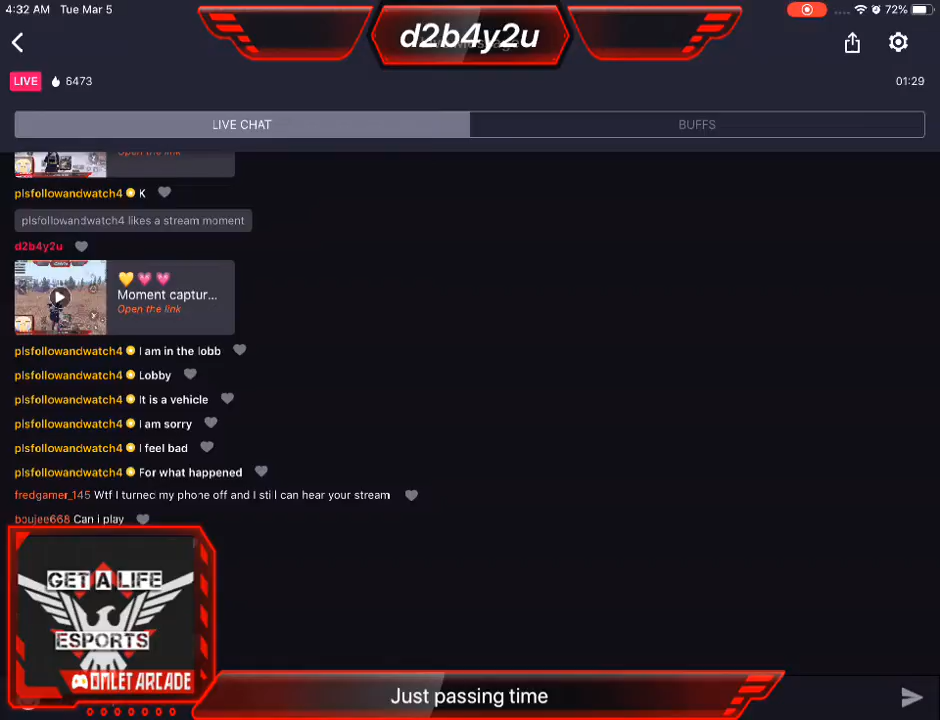 4:32 AM Tue Mar 5
72%
d2b4y2u
LIVE 6473
01:29
LIVE CHAT
BUFFS
Open the link
plsfollowandwatch4 K
plsfollowandwatch4 likes a stream moment
d2b4y2u
Moment captur...
Open the link
plsfollowandwatch4 I am in the lobb
plsfollowandwatch4 Lobby
plsfollowandwatch4 It is a vehicle
plsfollowandwatch4 I am sorry
plsfollowandwatch4 I feel bad
plsfollowandwatch4 For what happened
fredgamer_145 Wtf I turned my phone off and I stil I can hear your stream
boujee668 Can i play
GET A LIFE
ESPORTS
OMLET ARCADE
Just passing time